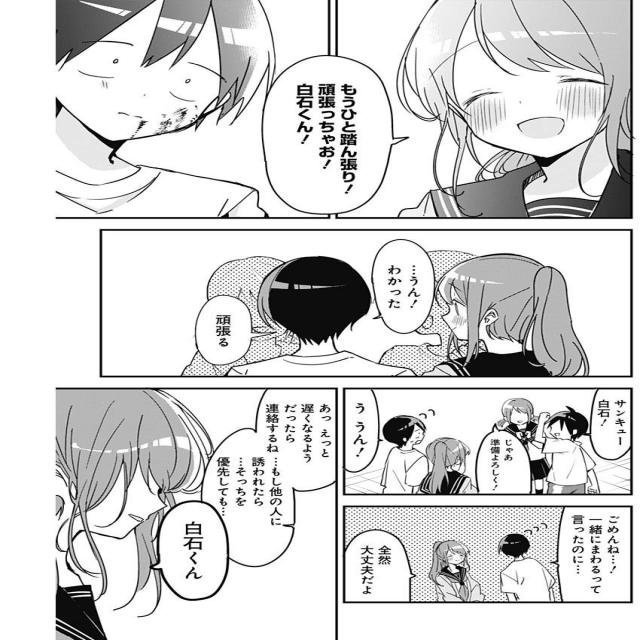 もうひと踏ん張り!
頑張っちゃお!
白石くん!
…うん!
わかった
頑張る
サンキュー
白石!
じゃあ
準備よろしく〜
う うん!
ごめんね…!
一緒にまわるって
言ったのに…
全然
大丈夫だよ
あっ えっと
遅くなるよう
だったら
連絡するね
…もし他の人に
誘われたら
…そっちを
優先しても…
白石くん